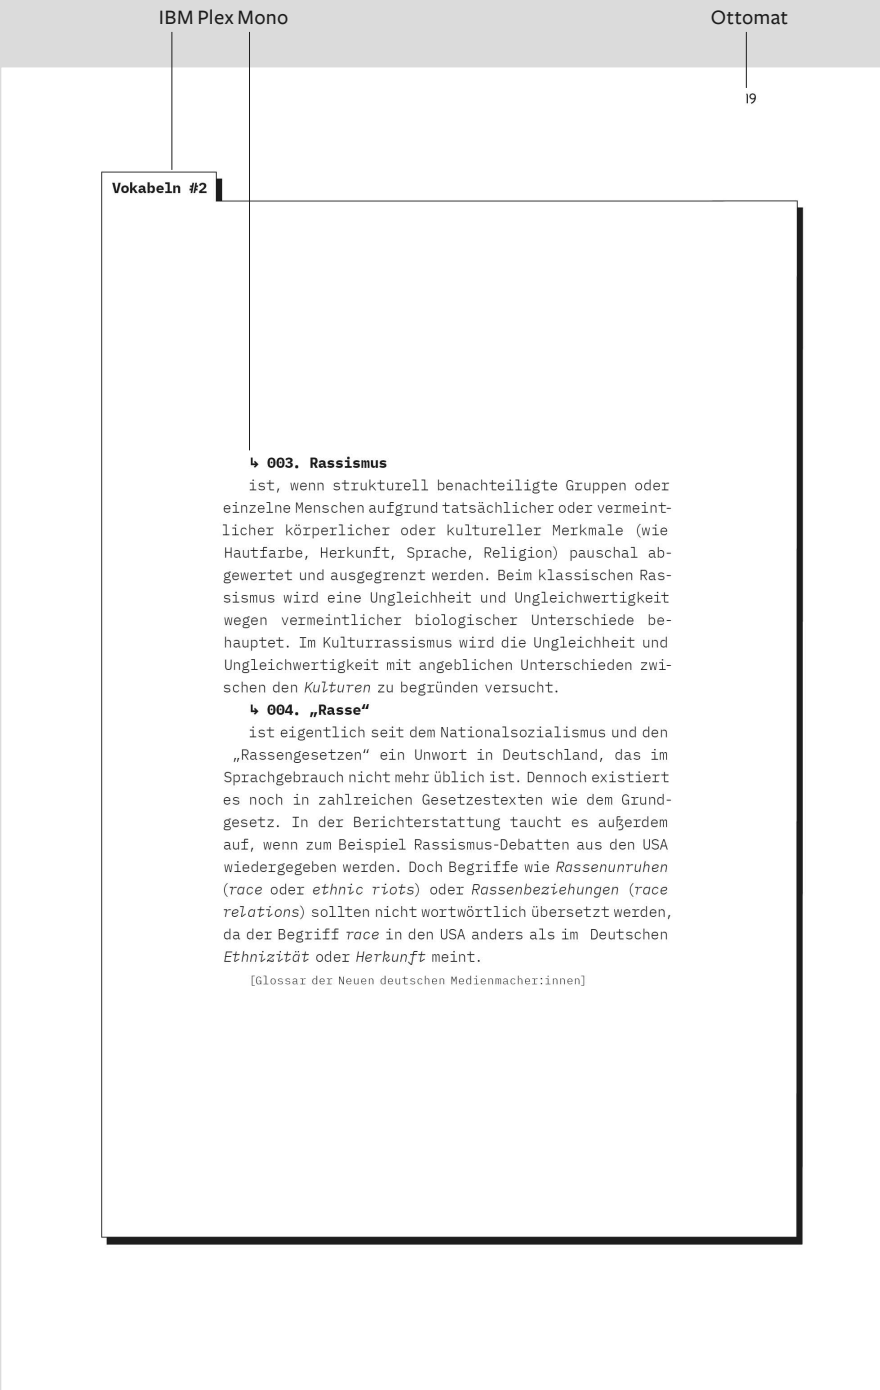 IBM Plex Mono Ottomat
19
Vokabeln #2
↳ 003. Rassismus
ist, wenn strukturell benachteiligte Gruppen oder
einzelne Menschen aufgrund tatsächlicher oder vermeint-
licher körperlicher oder kultureller Merkmale (wie
Hautfarbe, Herkunft, Sprache, Religion) pauschal ab-
gewertet und ausgegrenzt werden. Beim klassischen Ras-
sismus wird eine Ungleichheit und Ungleichwertigkeit
wegen vermeintlicher biologischer Unterschiede be-
hauptet. Im Kulturrassismus wird die Ungleichheit und
Ungleichwertigkeit mit angeblichen Unterschieden zwi-
schen den Kulturen zu begründen versucht.
↳ 004. „Rasse“
ist eigentlich seit dem Nationalsozialismus und den
„Rassengesetzen“ ein Unwort in Deutschland, das im
Sprachgebrauch nicht mehr üblich ist. Dennoch existiert
es noch in zahlreichen Gesetzestexten wie dem Grund-
gesetz. In der Berichterstattung taucht es außerdem
auf, wenn zum Beispiel Rassismus-Debatten aus den USA
wiedergegeben werden. Doch Begriffe wie Rassenunruhen
(race oder ethnic riots) oder Rassenbeziehungen (race
relations) sollten nicht wortwörtlich übersetzt werden,
da der Begriff race in den USA anders als im Deutschen
Ethnizität oder Herkunft meint.
[Glossar der Neuen deutschen Medienmacher:innen]